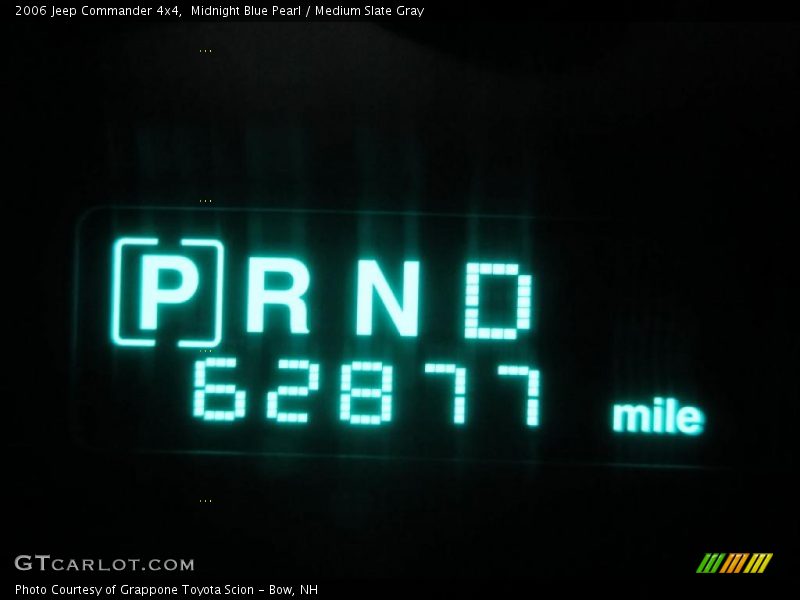 2006 Jeep Commander 4x4,  Midnight Blue Pearl / Medium Slate Gray
[P] R N D
62877 mile
GTCARLOT.COM
Photo Courtesy of Grappone Toyota Scion - Bow, NH